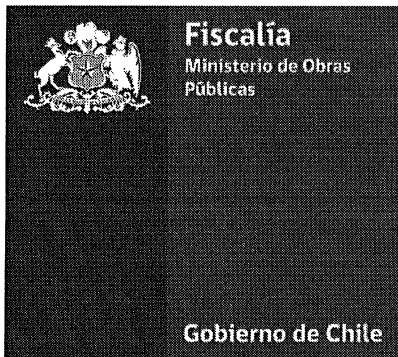 Fiscalía
Ministerio de Obras
Públicas
Gobierno de Chile